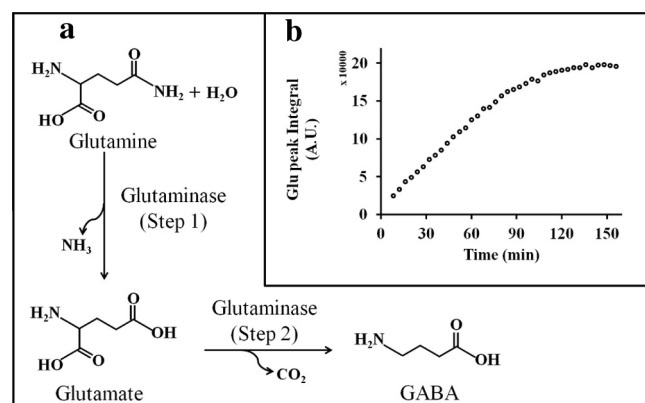 a
H₂N
O
NH₂ + H₂O
HO
O
Glutamine
Glutaminase
(Step 1)
NH₃
H₂N
O
OH
HO
O
Glutamate
Glutaminase
(Step 2)
CO₂
H₂N
O
OH
GABA
b
x 10000
20
15
10
5
0
Glu peak Integral
(A.U.)
0 30 60 90 120 150
Time (min)